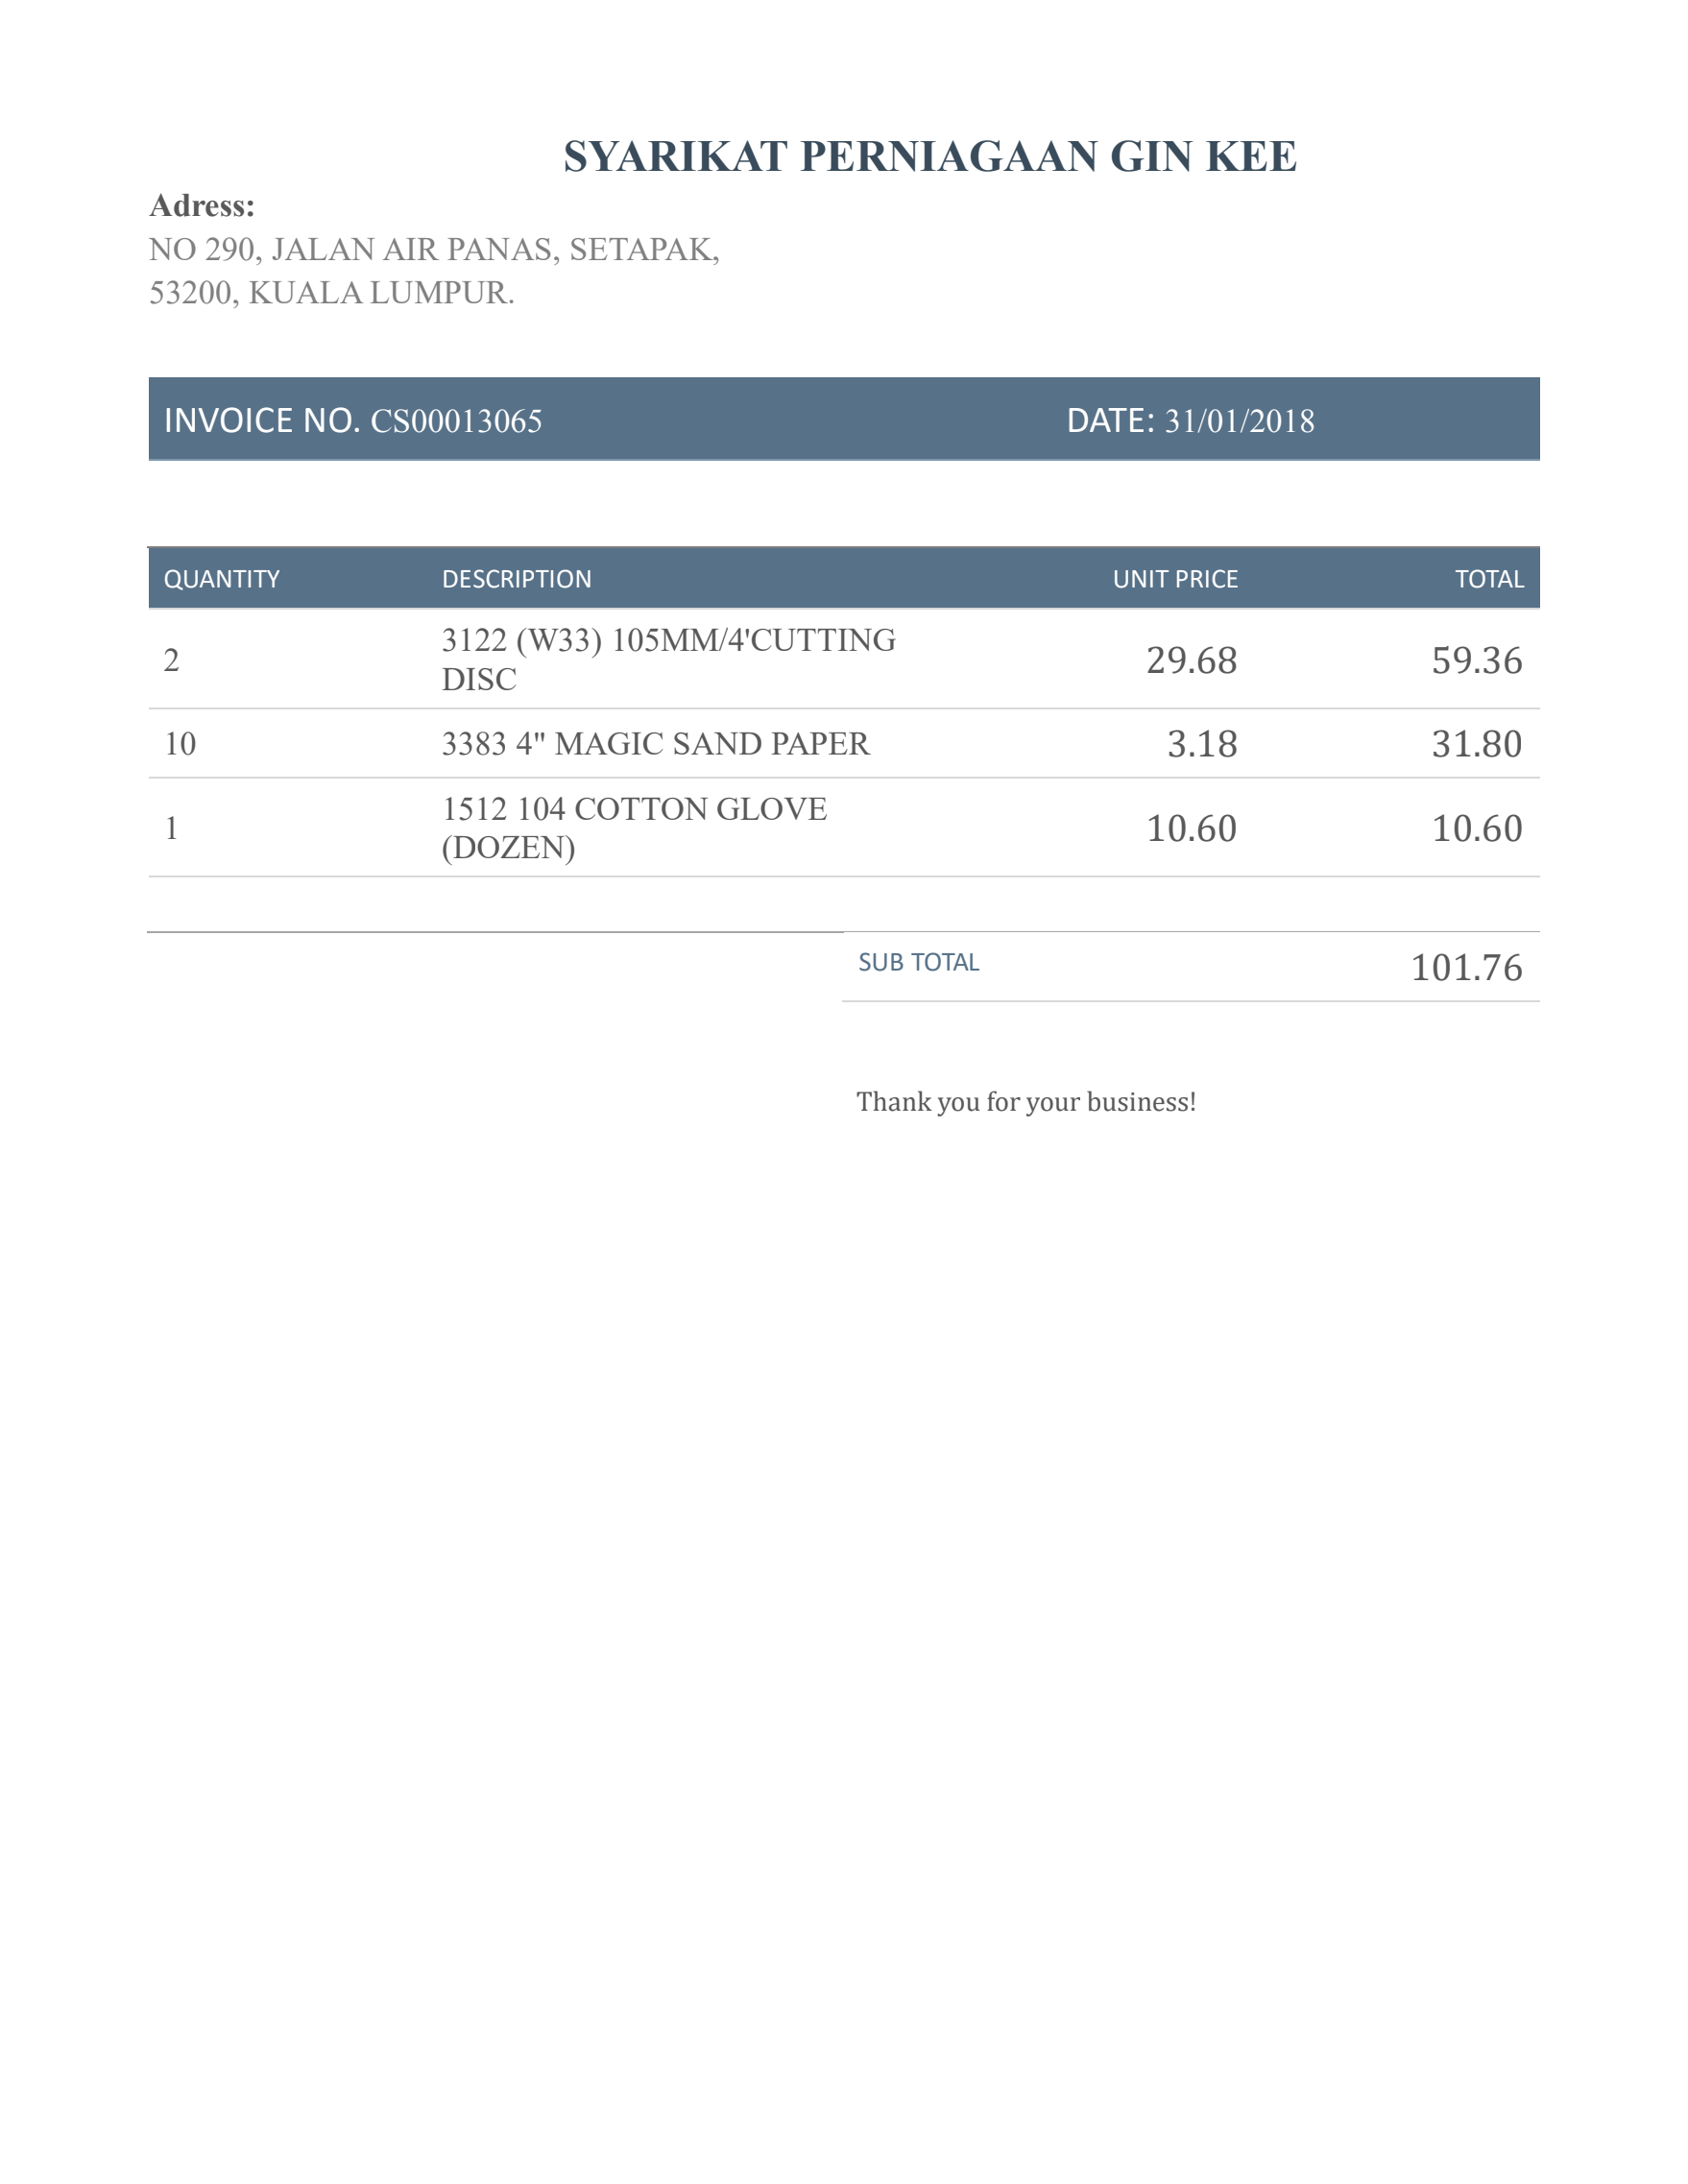 SYARIKAT PERNIAGAAN GIN KEE
Adress:
NO 290, JALAN AIR PANAS, SETAPAK,
53200, KUALA LUMPUR.
INVOICE NO. CS00013065 DATE: 31/01/2018
QUANTITY DESCRIPTION UNIT PRICE TOTAL
2 3122 (W33) 105MM/4'CUTTING
DISC 29.68 59.36
10 3383 4" MAGIC SAND PAPER 3.18 31.80
1 1512 104 COTTON GLOVE
(DOZEN) 10.60 10.60
SUB TOTAL 101.76
Thank you for your business!